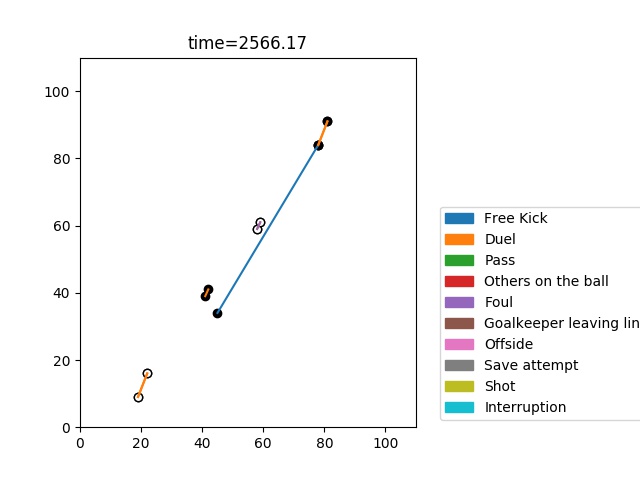 time=2566.17
100
80
60
40
20
0
0 20 40 60 80 100
Free Kick
Duel
Pass
Others on the ball
Foul
Goalkeeper leaving lin
Offside
Save attempt
Shot
Interruption